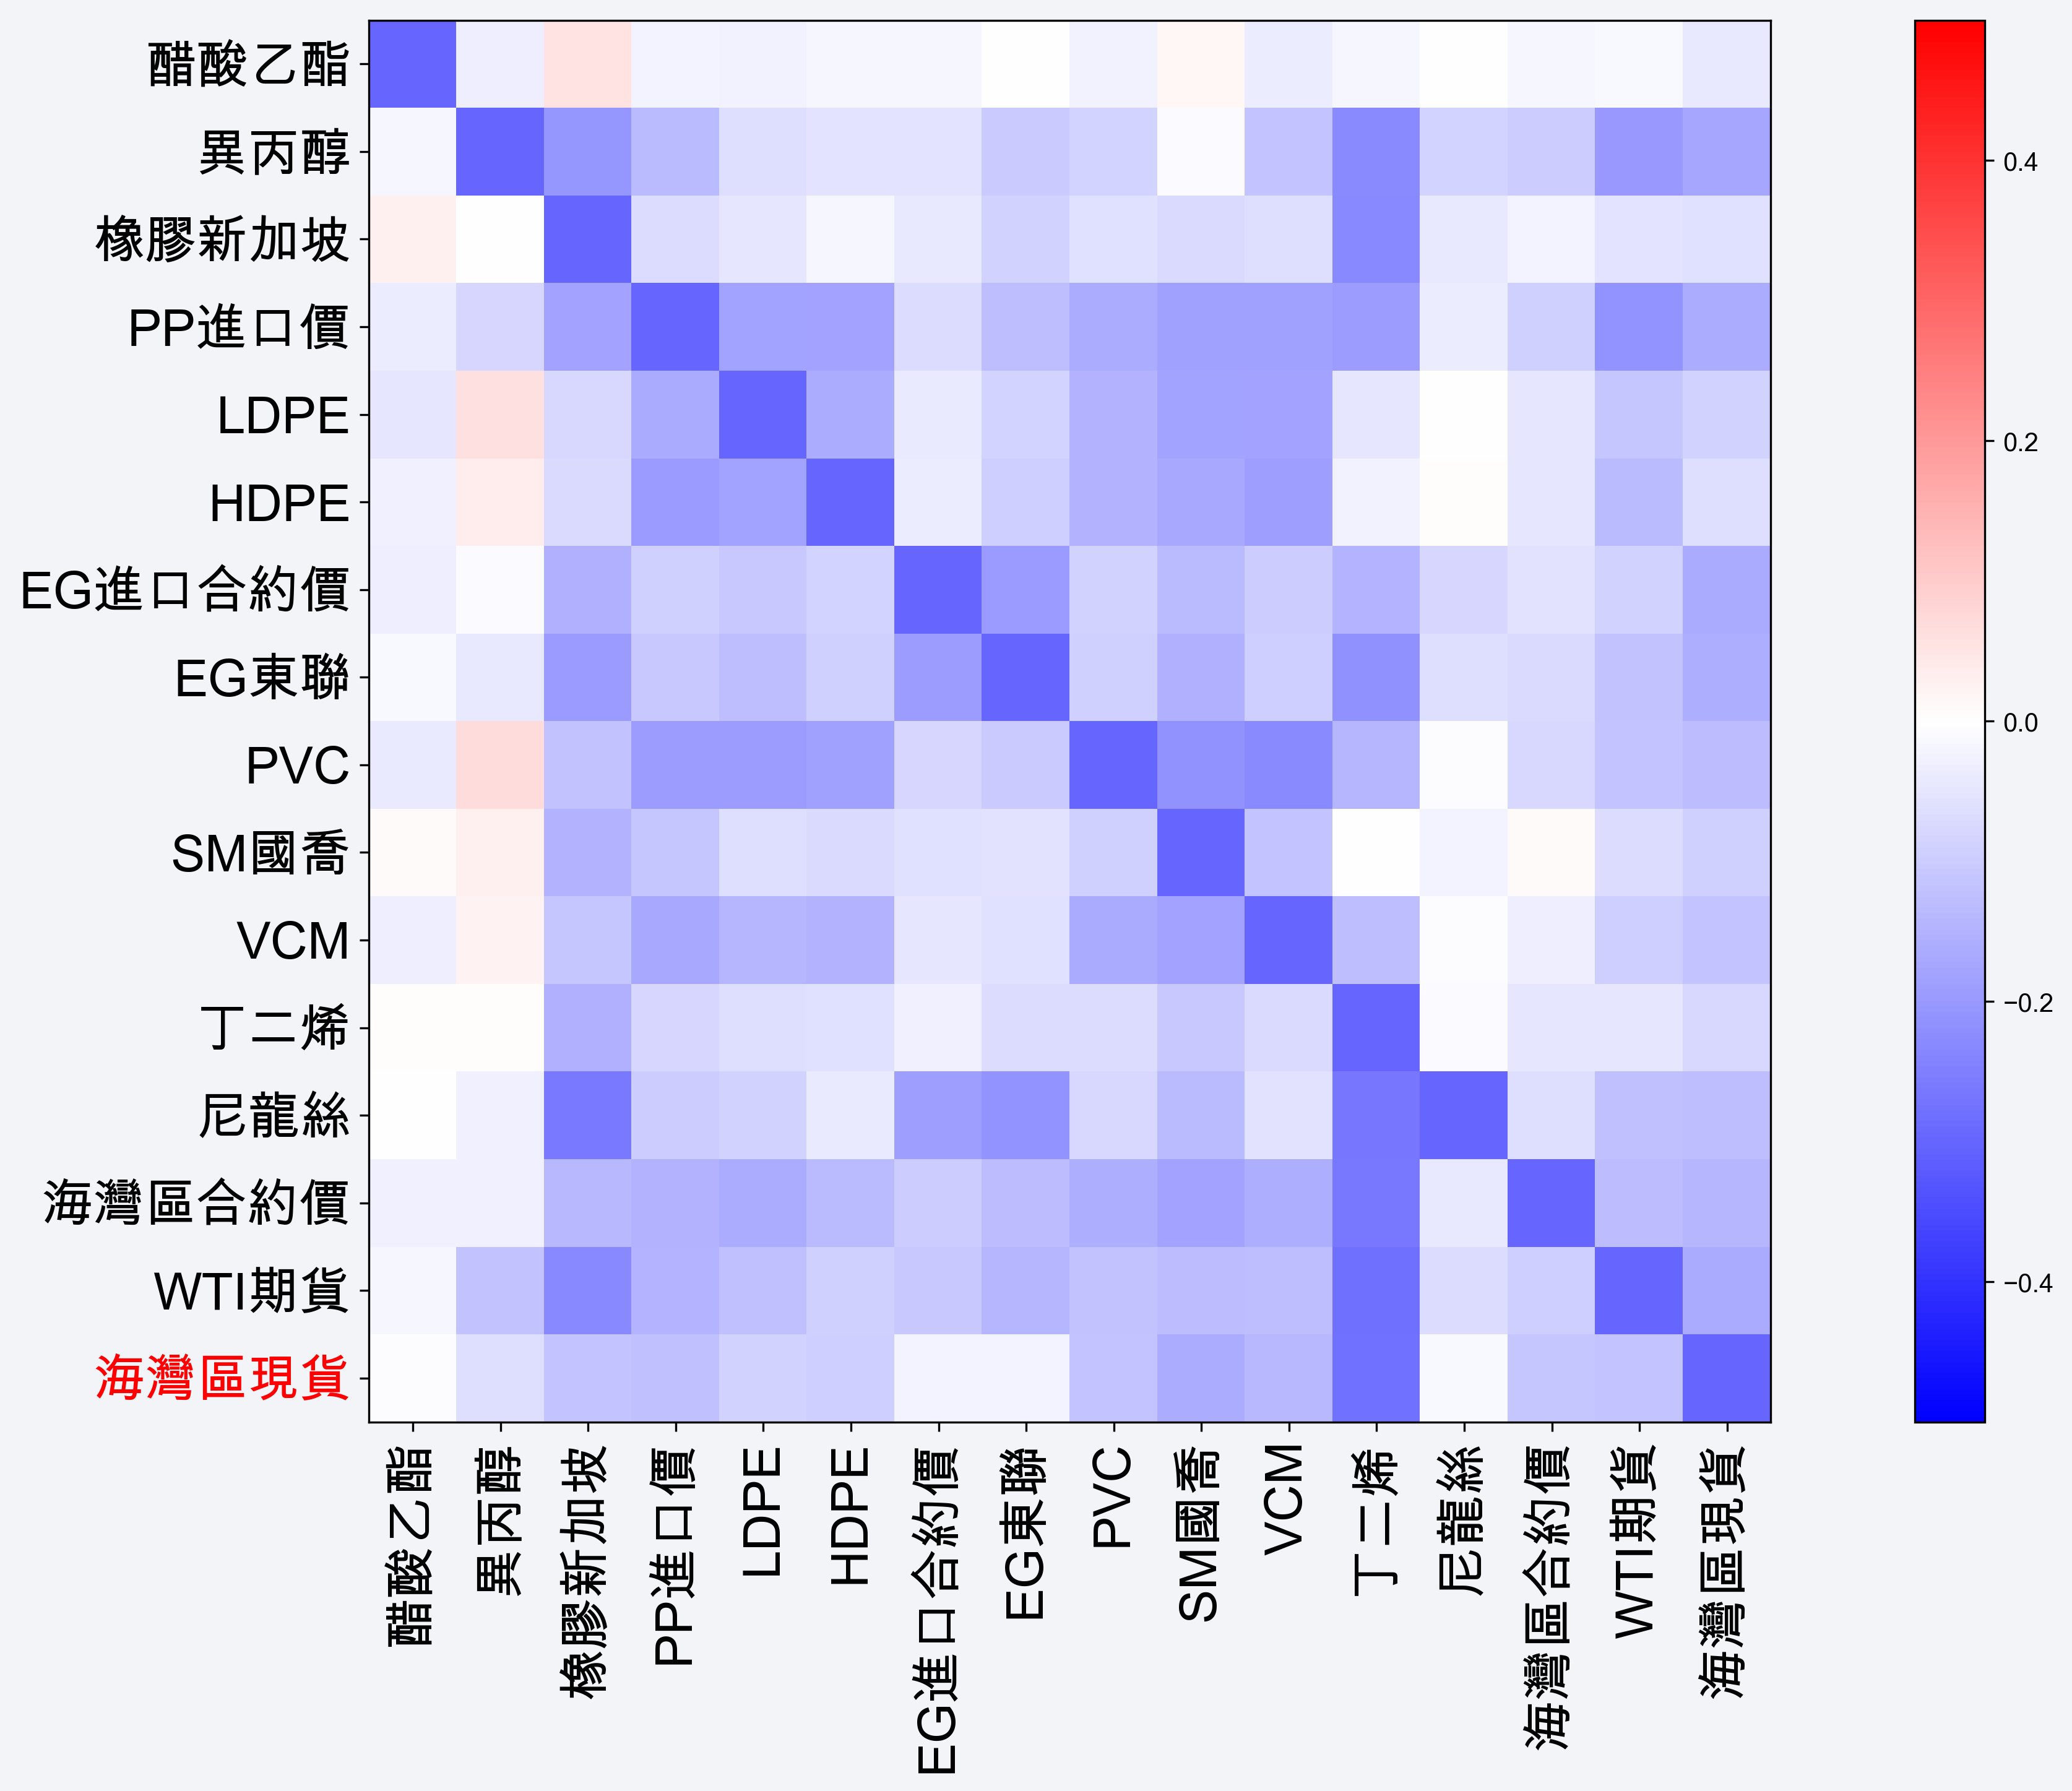 醋酸乙酯
異丙醇
橡膠新加坡
PP進口價
LDPE
HDPE
EG進口合約價
EG東聯
PVC
SM國喬
VCM
丁二烯
尼龍絲
海灣區合約價
WTI期貨
海灣區現貨
醋酸乙酯
異丙醇
橡膠新加坡
PP進口價
LDPE
HDPE
EG進口合約價
EG東聯
PVC
SM國喬
VCM
丁二烯
尼龍絲
海灣區合約價
WTI期貨
海灣區現貨
0.4
0.2
0.0
−0.2
−0.4